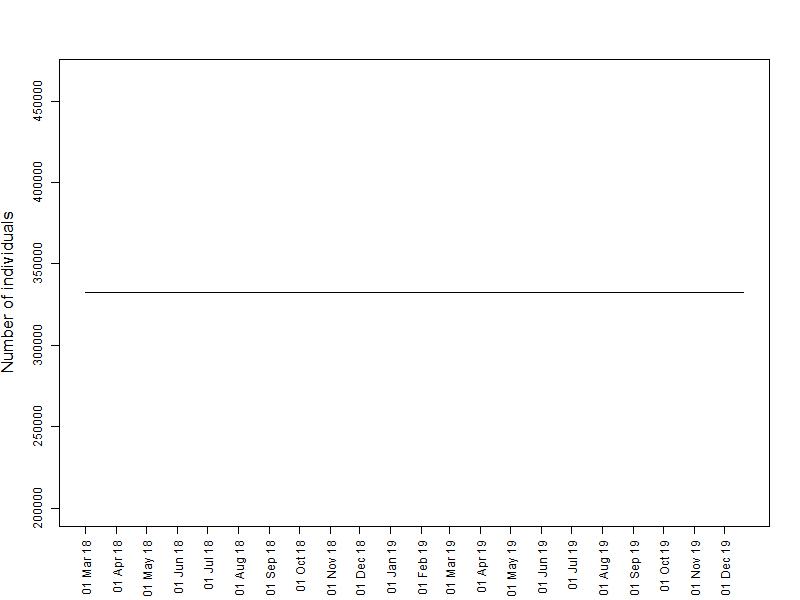 Number of individuals
450000
400000
350000
300000
250000
200000
01 Mar 18
01 Apr 18
01 May 18
01 Jun 18
01 Jul 18
01 Aug 18
01 Sep 18
01 Oct 18
01 Nov 18
01 Dec 18
01 Jan 19
01 Feb 19
01 Mar 19
01 Apr 19
01 May 19
01 Jun 19
01 Jul 19
01 Aug 19
01 Sep 19
01 Oct 19
01 Nov 19
01 Dec 19